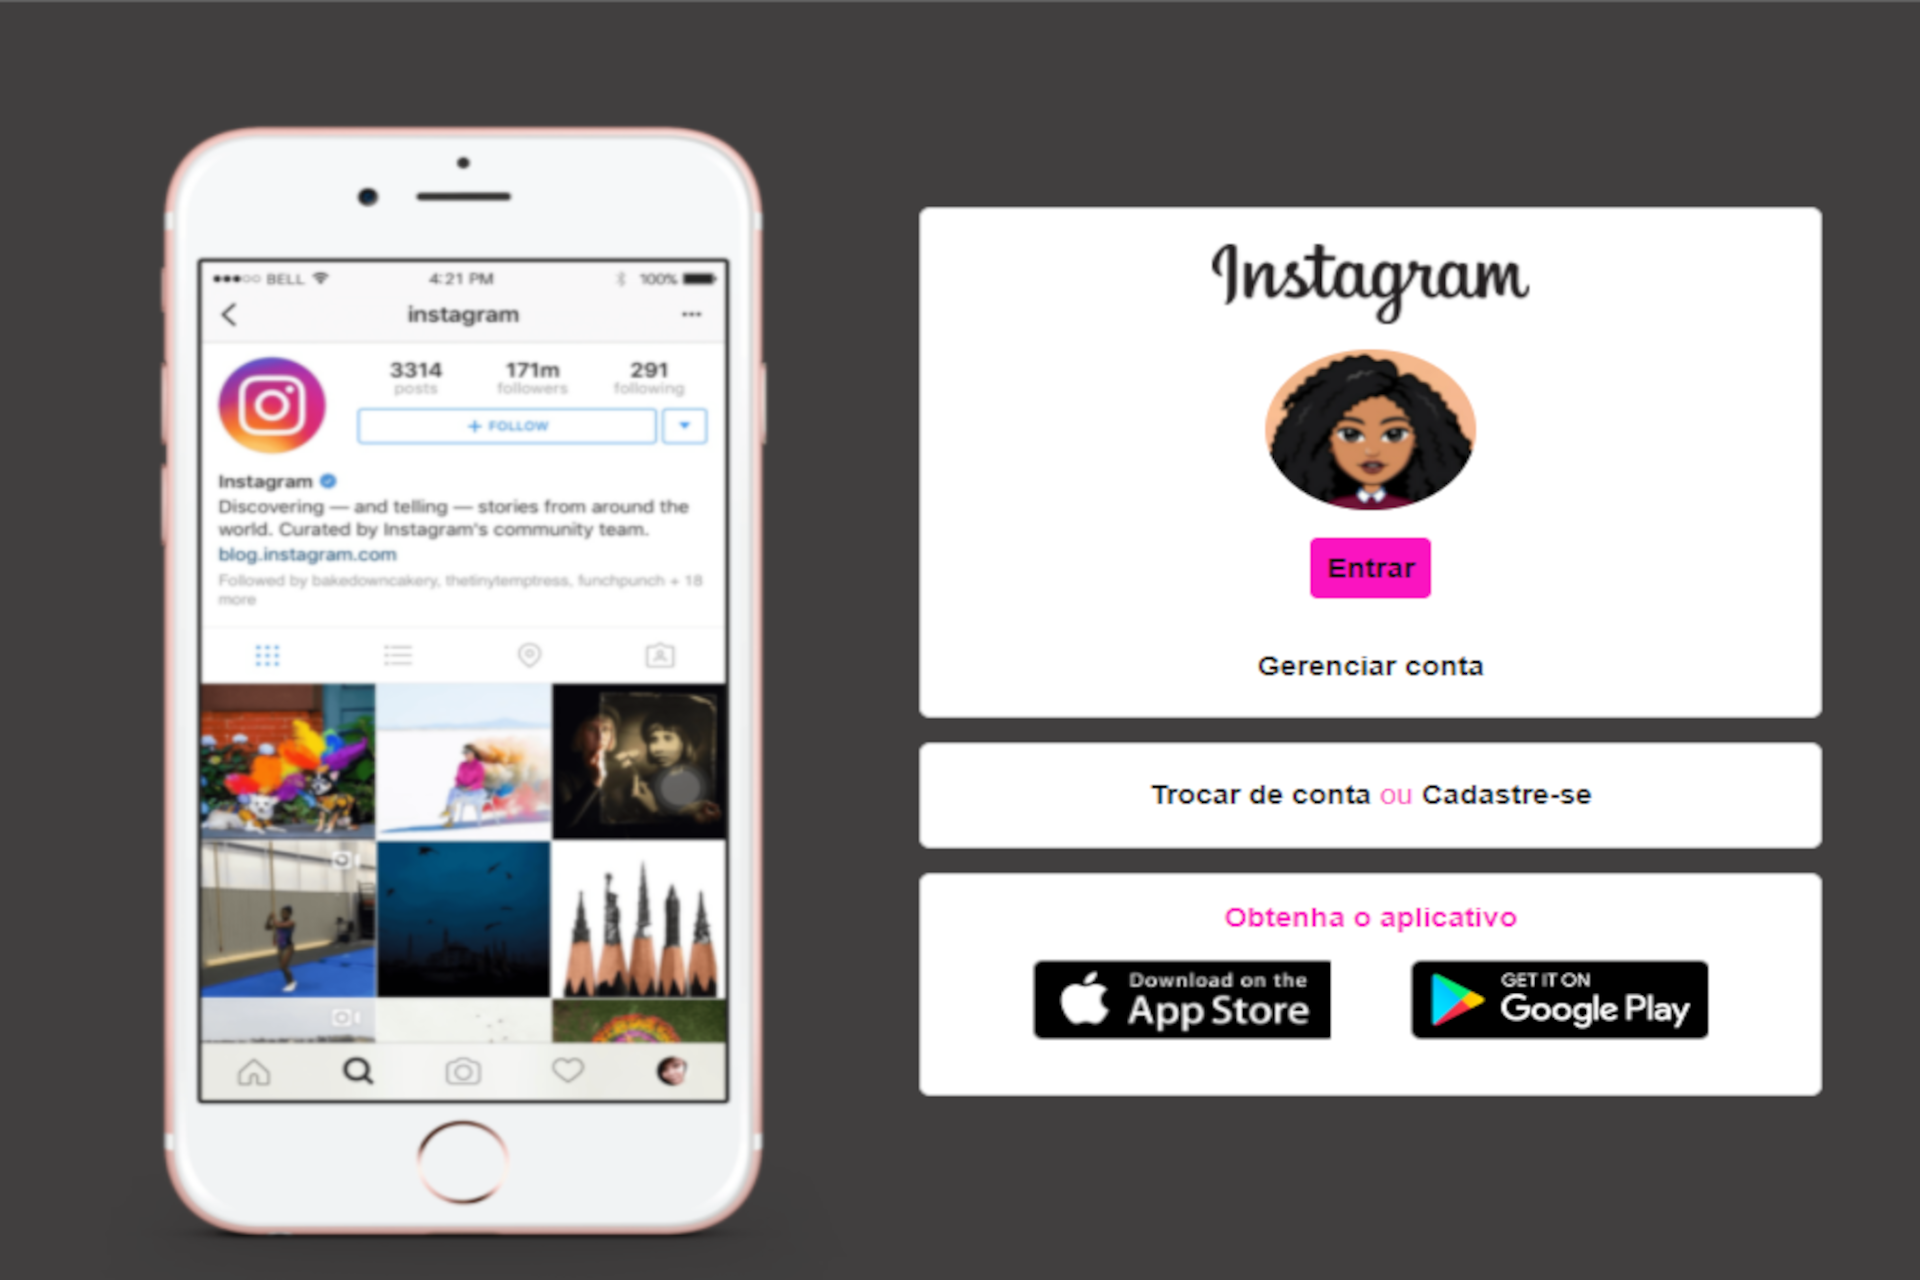 BELL 4:21 PM 100%
instagram
3314 171m 291
posts followers following
+ FOLLOW
Instagram
Discovering — and telling — stories from around the
world. Curated by Instagram's community team.
blog.instagram.com
Followed by bakedowncakery, thetinytemptress, funchpunch + 18
more
Instagram
Entrar
Gerenciar conta
Trocar de conta ou Cadastre-se
Obtenha o aplicativo
Download on the
App Store
GET IT ON
Google Play